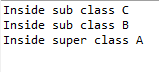 Inside sub class C
Inside sub class B
Inside super class A